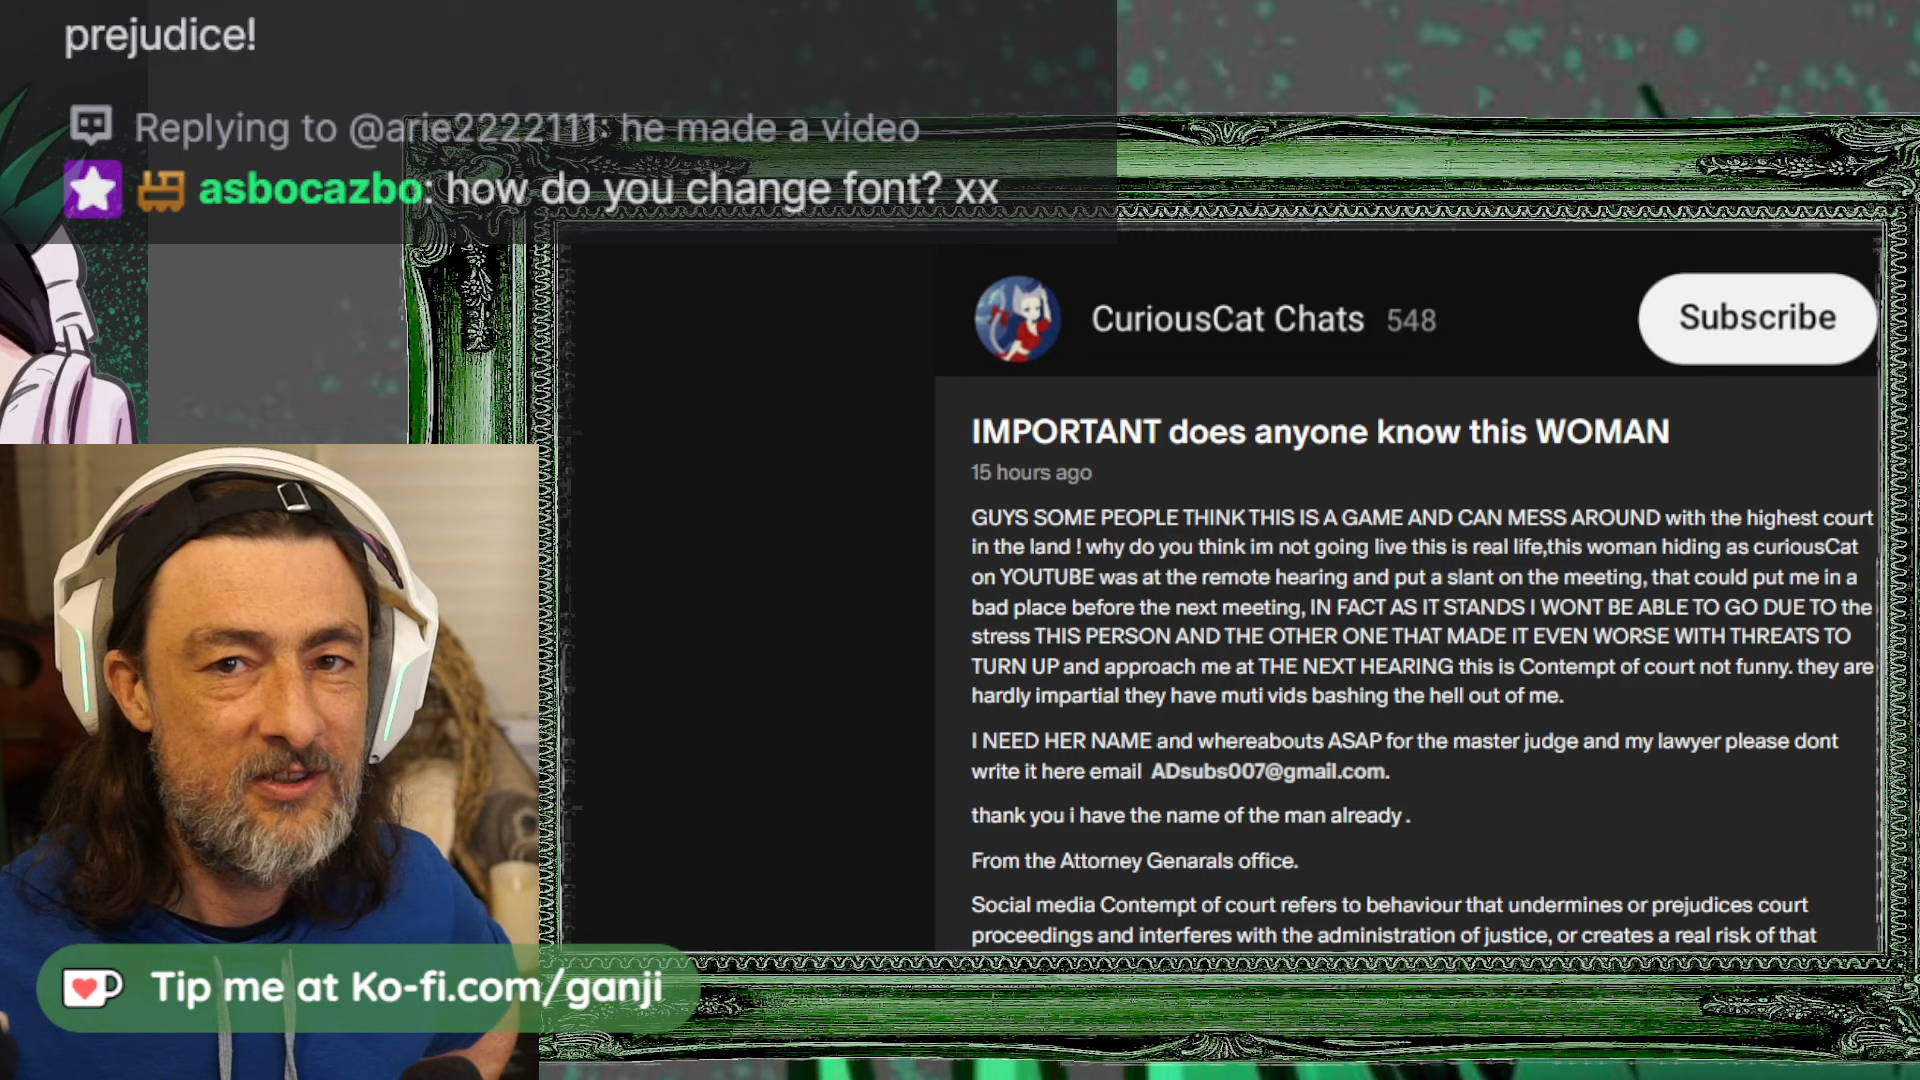 prejudice!
Replying to @arie2222111: he made a video
asbocazbo: how do you change font? xx
CuriousCat Chats 548
Subscribe
IMPORTANT does anyone know this WOMAN
15 hours ago
GUYS SOME PEOPLE THINK THIS IS A GAME AND CAN MESS AROUND with the highest court
in the land ! why do you think im not going live this is real life,this woman hiding as curiousCat
on YOUTUBE was at the remote hearing and put a slant on the meeting, that could put me in a
bad place before the next meeting, IN FACT AS IT STANDS I WONT BE ABLE TO GO DUE TO the
stress THIS PERSON AND THE OTHER ONE THAT MADE IT EVEN WORSE WITH THREATS TO
TURN UP and approach me at THE NEXT HEARING this is Contempt of court not funny. they are
hardly impartial they have muti vids bashing the hell out of me.
I NEED HER NAME and whereabouts ASAP for the master judge and my lawyer please dont
write it here email ADsubs007@gmail.com.
thank you i have the name of the man already .
From the Attorney Genarals office.
Social media Contempt of court refers to behaviour that undermines or prejudices court
proceedings and interferes with the administration of justice, or creates a real risk of that
Tip me at Ko-fi.com/ganji